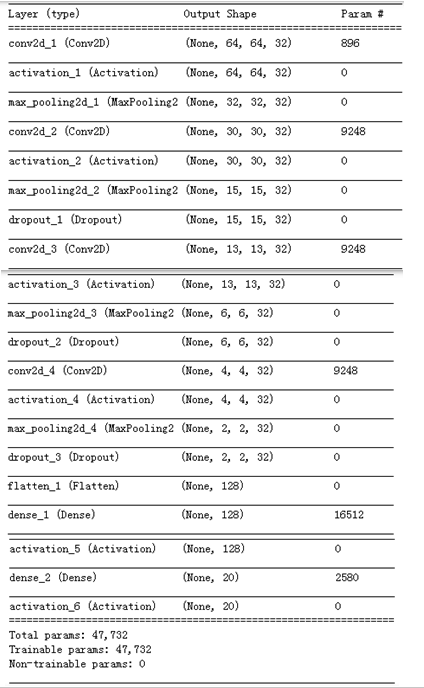 Layer (type) Output Shape Param #
=================================================================
conv2d_1 (Conv2D) (None, 64, 64, 32) 896
activation_1 (Activation) (None, 64, 64, 32) 0
max_pooling2d_1 (MaxPooling2 (None, 32, 32, 32) 0
conv2d_2 (Conv2D) (None, 30, 30, 32) 9248
activation_2 (Activation) (None, 30, 30, 32) 0
max_pooling2d_2 (MaxPooling2 (None, 15, 15, 32) 0
dropout_1 (Dropout) (None, 15, 15, 32) 0
conv2d_3 (Conv2D) (None, 13, 13, 32) 9248
activation_3 (Activation) (None, 13, 13, 32) 0
max_pooling2d_3 (MaxPooling2 (None, 6, 6, 32) 0
dropout_2 (Dropout) (None, 6, 6, 32) 0
conv2d_4 (Conv2D) (None, 4, 4, 32) 9248
activation_4 (Activation) (None, 4, 4, 32) 0
max_pooling2d_4 (MaxPooling2 (None, 2, 2, 32) 0
dropout_3 (Dropout) (None, 2, 2, 32) 0
flatten_1 (Flatten) (None, 128) 0
dense_1 (Dense) (None, 128) 16512
activation_5 (Activation) (None, 128) 0
dense_2 (Dense) (None, 20) 2580
activation_6 (Activation) (None, 20) 0
=================================================================
Total params: 47,732
Trainable params: 47,732
Non-trainable params: 0